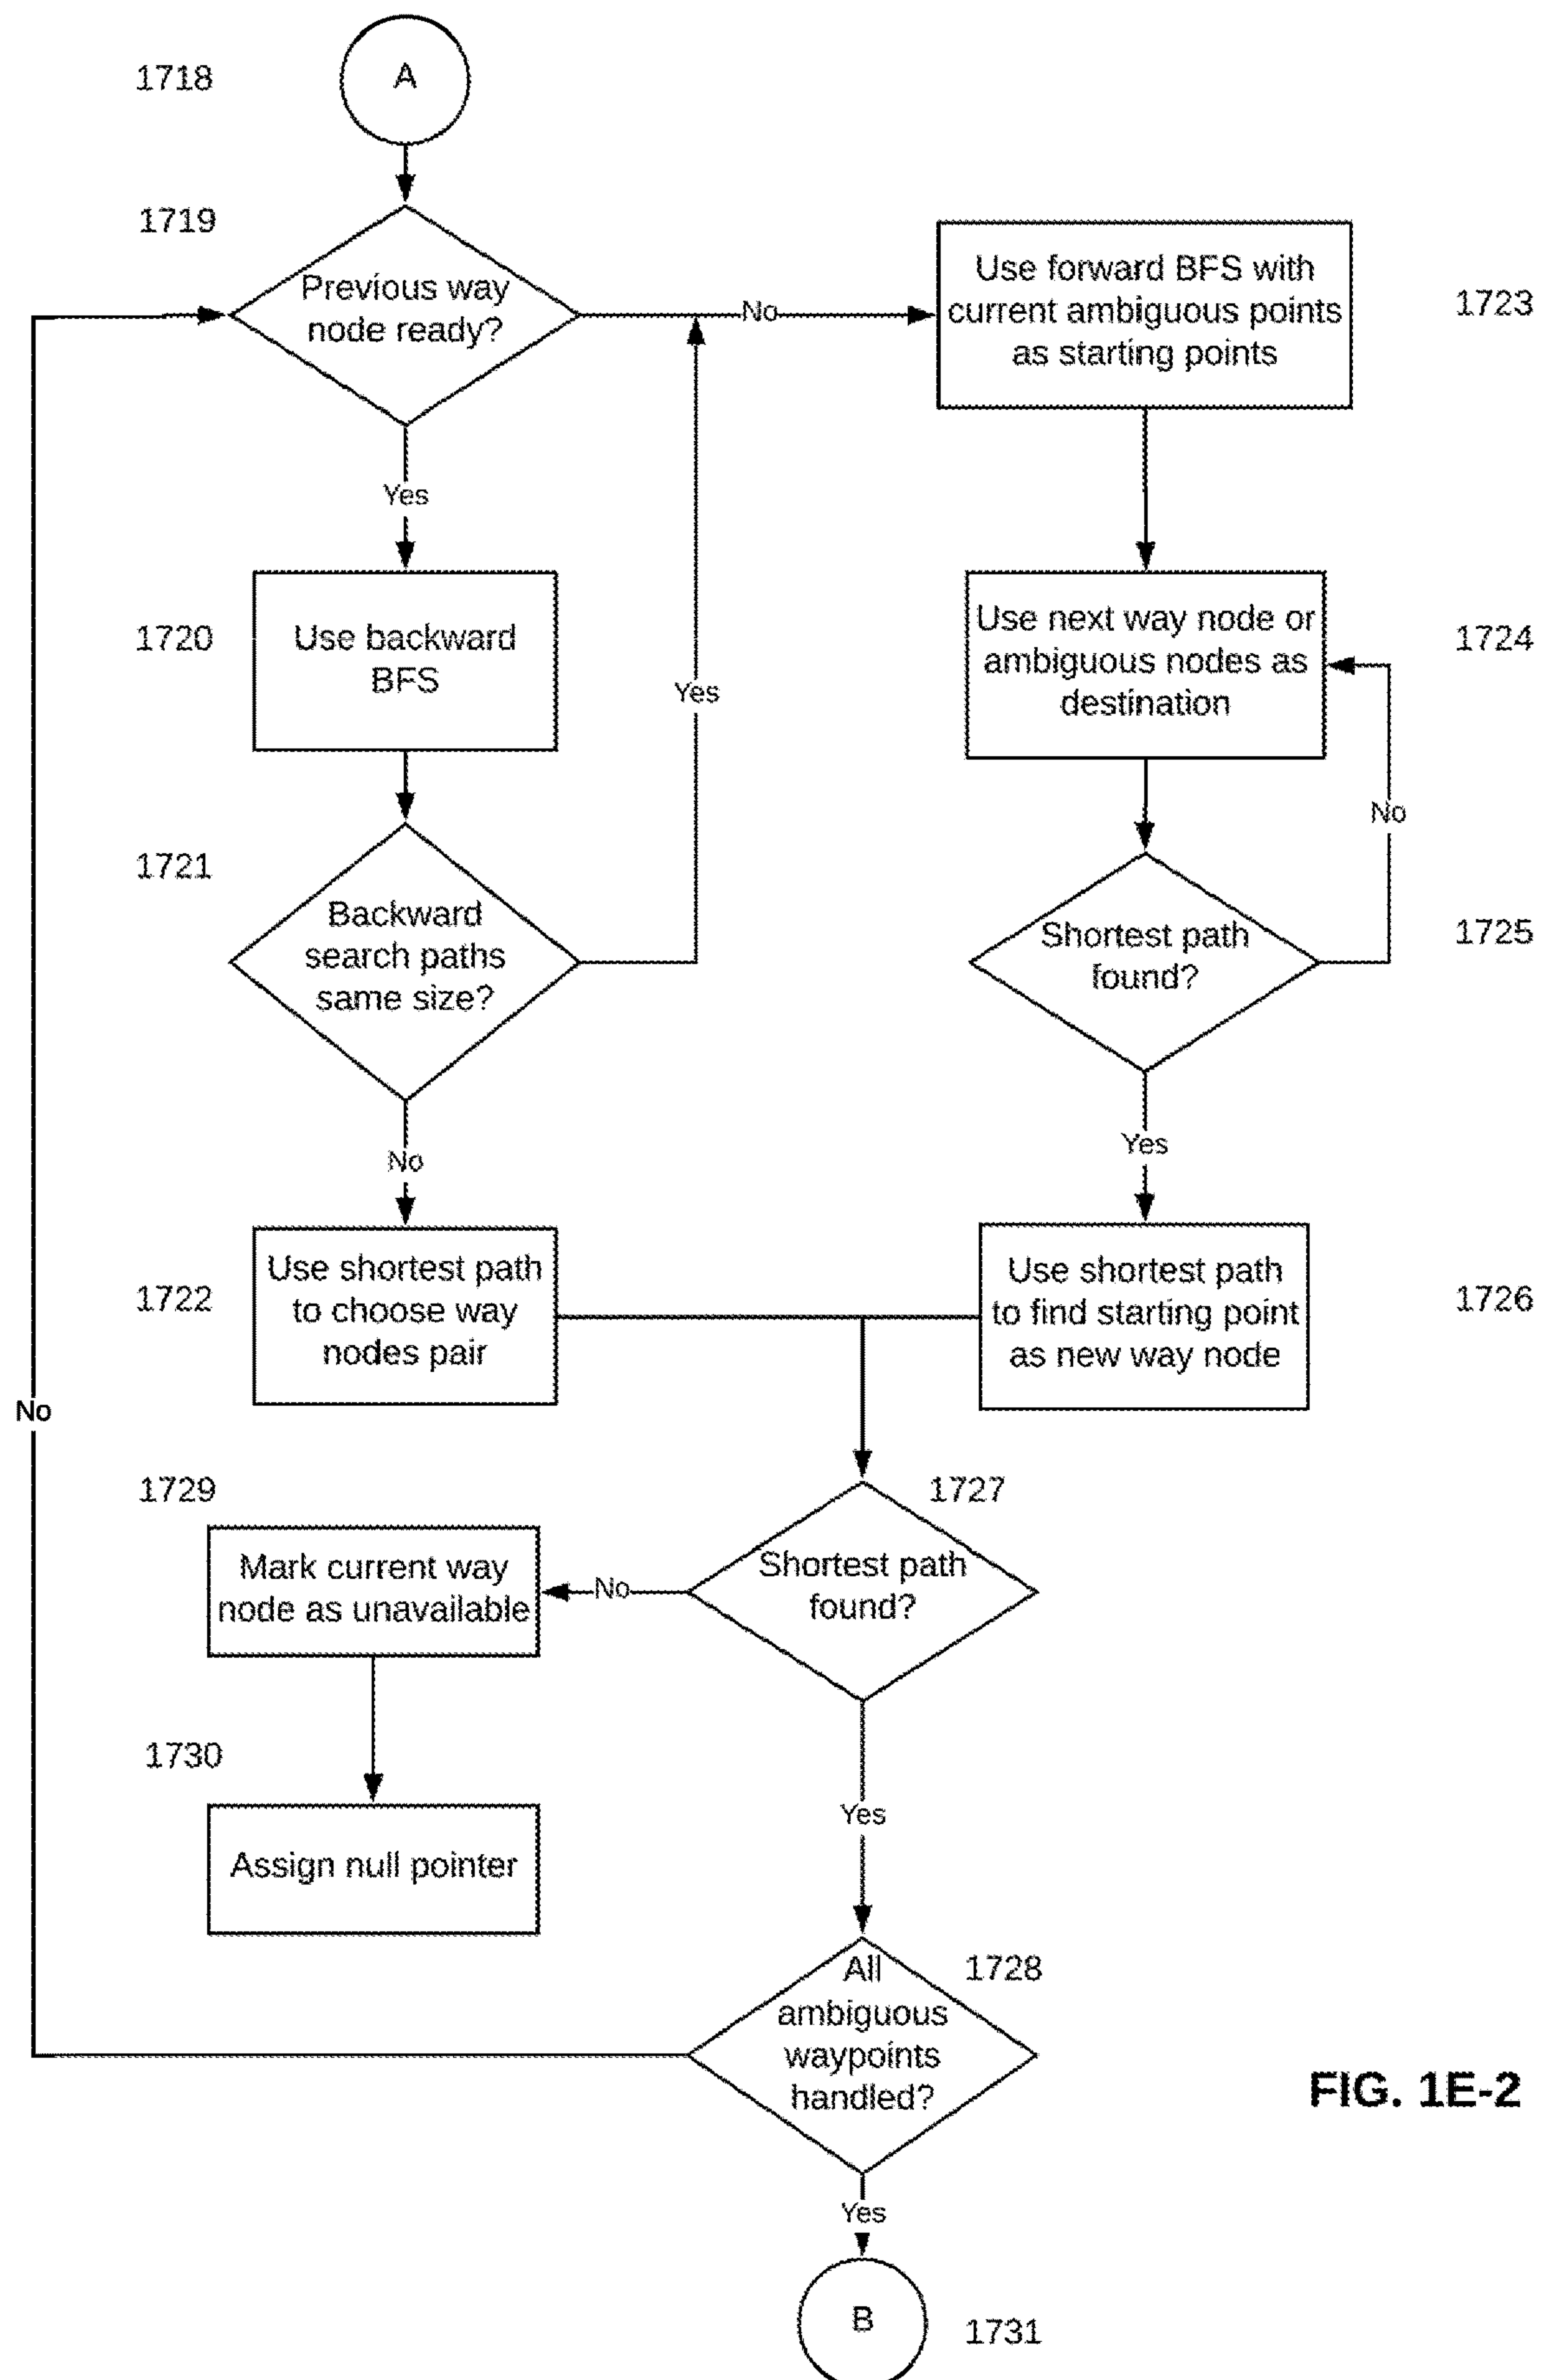 1718
A
1719
Previous way
node ready?
No
Use forward BFS with
current ambiguous points
as starting points
1723
Yes
1720
Use backward
BFS
Yes
Use next way node or
ambiguous nodes as
destination
1724
No
1721
Backward
search paths
same size?
Shortest path
found?
1725
No
Yes
1722
Use shortest path
to choose way
nodes pair
Use shortest path
to find starting point
as new way node
1726
No
1729
1727
Mark current way
node as unavailable
No
Shortest path
found?
1730
Yes
Assign null pointer
All
ambiguous
waypoints
handled?
1728
FIG. 1E-2
Yes
B
1731